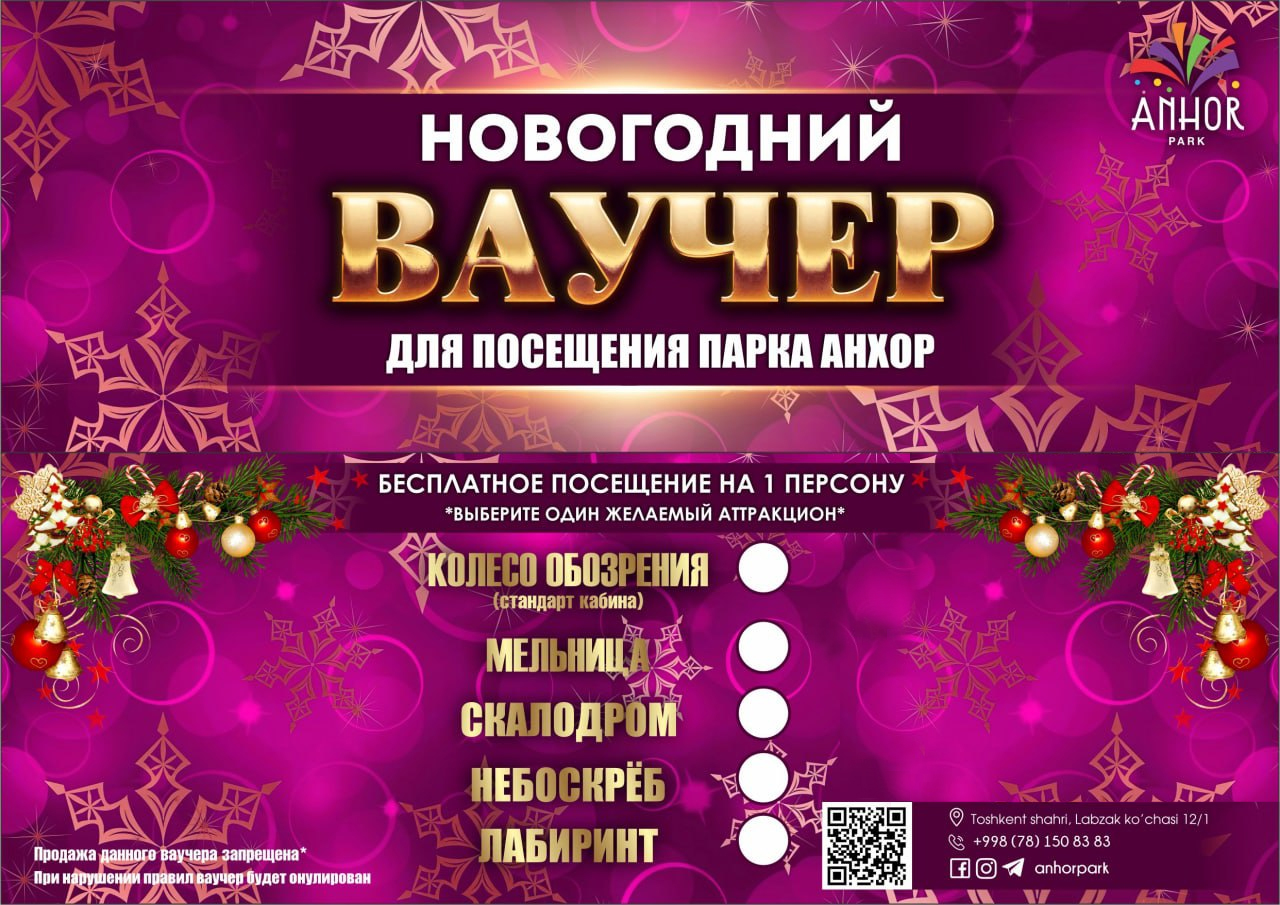 ANHOR
PARK
НОВОГОДНИЙ
ВАУЧЕР
ДЛЯ ПОСЕЩЕНИЯ ПАРКА АНХОР
БЕСПЛАТНОЕ ПОСЕЩЕНИЕ НА 1 ПЕРСОНУ
*ВЫБЕРИТЕ ОДИН ЖЕЛАЕМЫЙ АТТРАКЦИОН*
КОЛЕСО ОБОЗРЕНИЯ
(стандарт кабина)
МЕЛЬНИЦА
СКАЛОДРОМ
НЕБОСКРЁБ
ЛАБИРИНТ
Продажа данного ваучера запрещена*
При нарушении правил ваучер будет онулирован
Toshkent shahri, Labzak ko‘chasi 12/1
+998 (78) 150 83 83
anhorpark